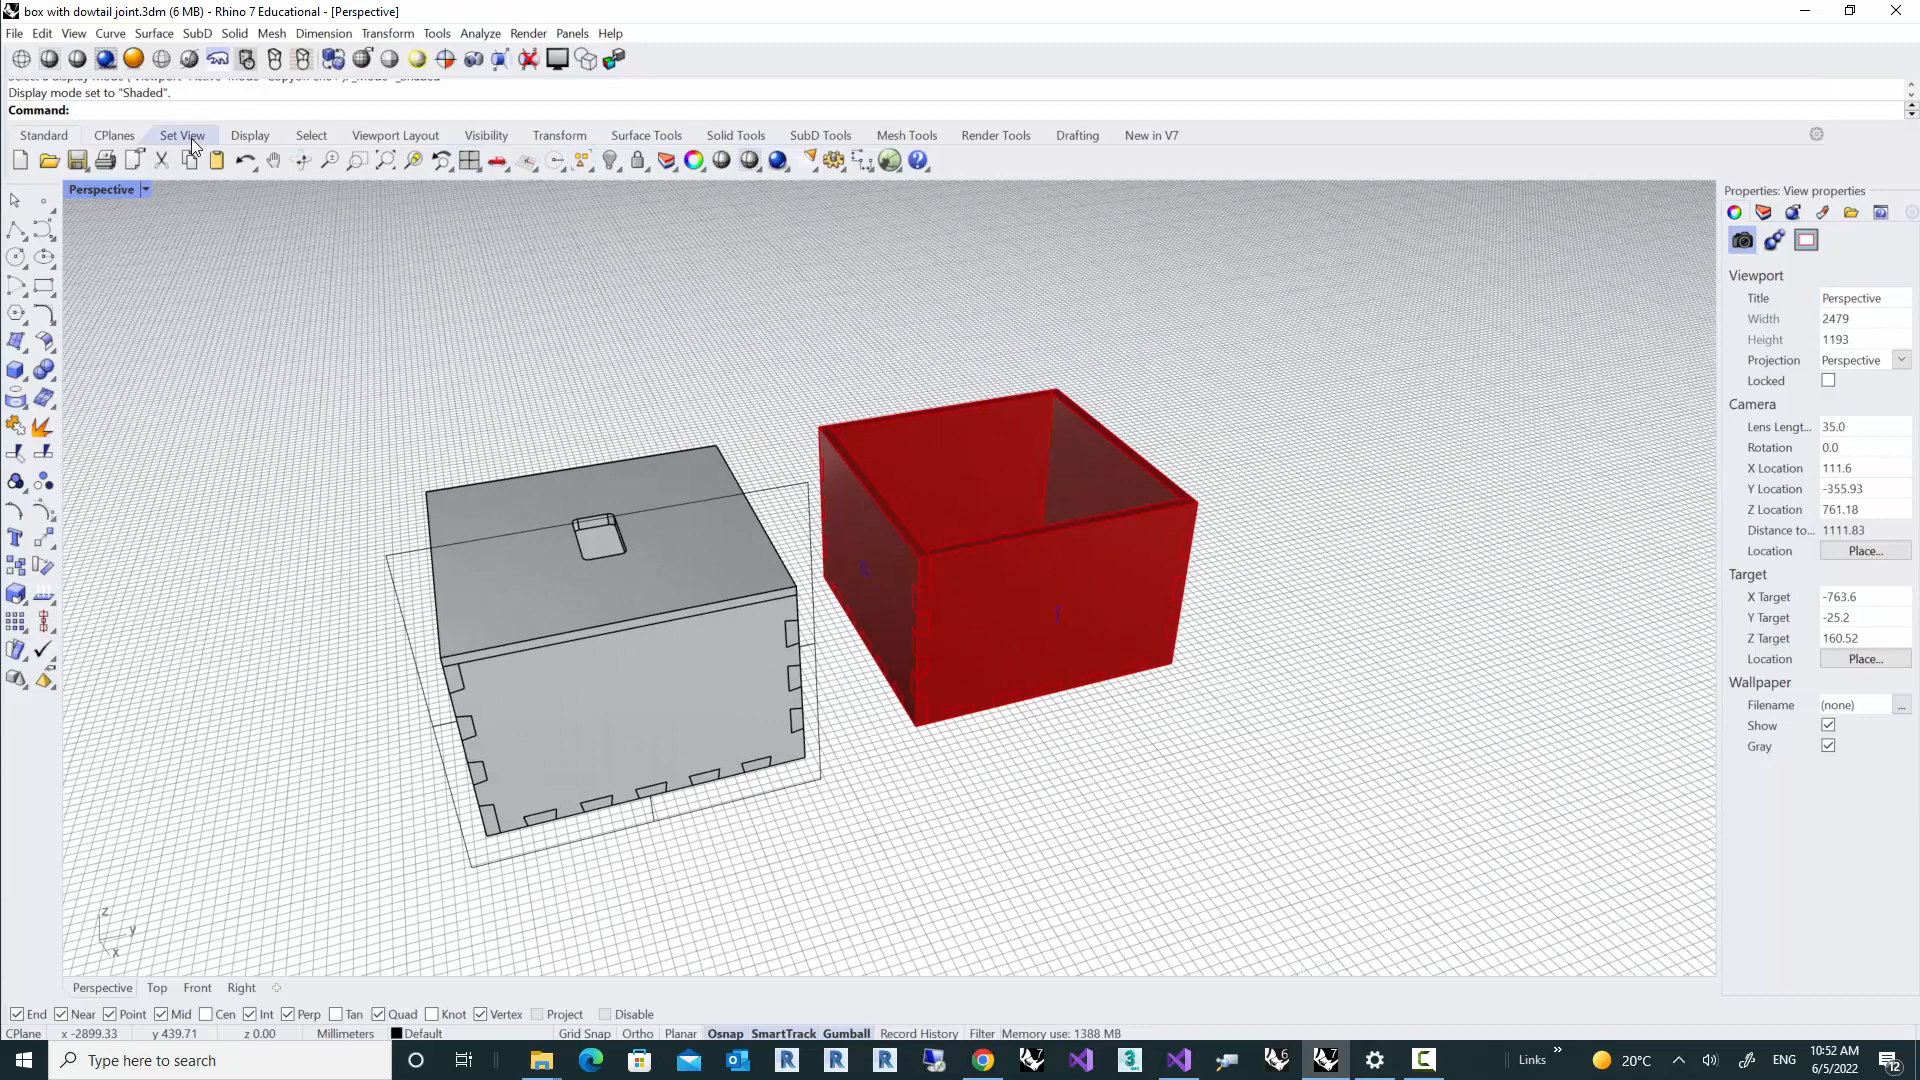 box with dowtail joint.3dm (6 MB) - Rhino 7 Educational - [Perspective]
File Edit View Curve Surface SubD Solid Mesh Dimension Transform Tools Analyze Render Panels Help
Display mode set to "Shaded".
Command:
Standard CPlanes Set View Display Select Viewport Layout Visibility Transform Surface Tools Solid Tools SubD Tools Mesh Tools Render Tools Drafting New in V7
Perspective
Properties: View properties
Viewport
Title Perspective
Width 2479
Height 1193
Projection Perspective
Locked
Camera
Lens Lengt... 35.0
Rotation 0.0
X Location 111.6
Y Location -355.93
Z Location 761.18
Distance to... 1111.83
Location Place...
Target
X Target -763.6
Y Target -25.2
Z Target 160.52
Location Place...
Wallpaper
Filename (none) ...
Show
Gray
z
y
x
Perspective Top Front Right
End Near Point Mid Cen Int Perp Tan Quad Knot Vertex Project Disable
CPlane x -2899.33 y 439.71 z 0.00 Millimeters Default Grid Snap Ortho Planar Osnap SmartTrack Gumball Record History Filter Memory use: 1388 MB
Type here to search
Links
20°C
ENG
10:52 AM
6/5/2022
12